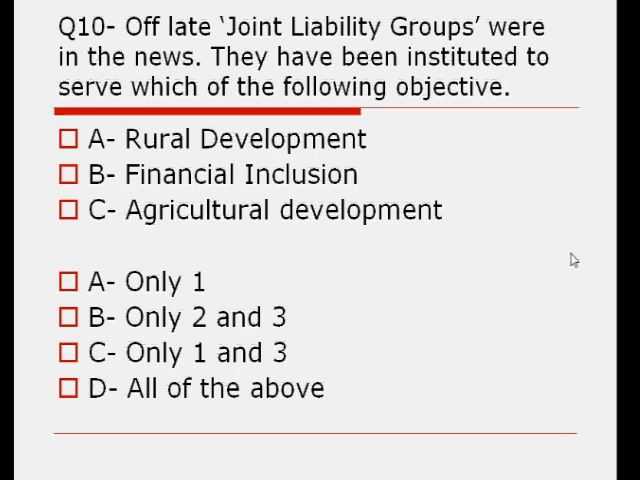 Q10- Off late ‘Joint Liability Groups’ were
in the news. They have been instituted to
serve which of the following objective.
A- Rural Development
B- Financial Inclusion
C- Agricultural development
A- Only 1
B- Only 2 and 3
C- Only 1 and 3
D- All of the above